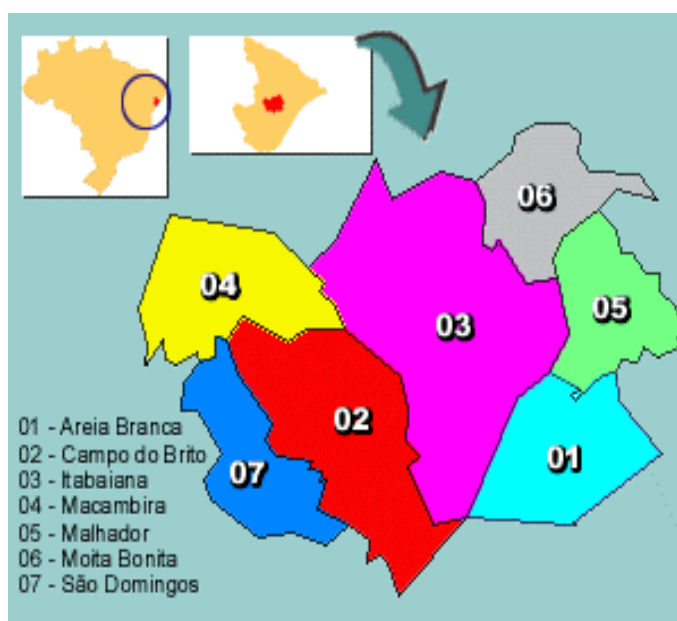 06
04
05
03
02
01
07
01 - Areia Branca
02 - Campo do Brito
03 - Itabaiana
04 - Macambira
05 - Malhador
06 - Moita Bonita
07 - São Domingos